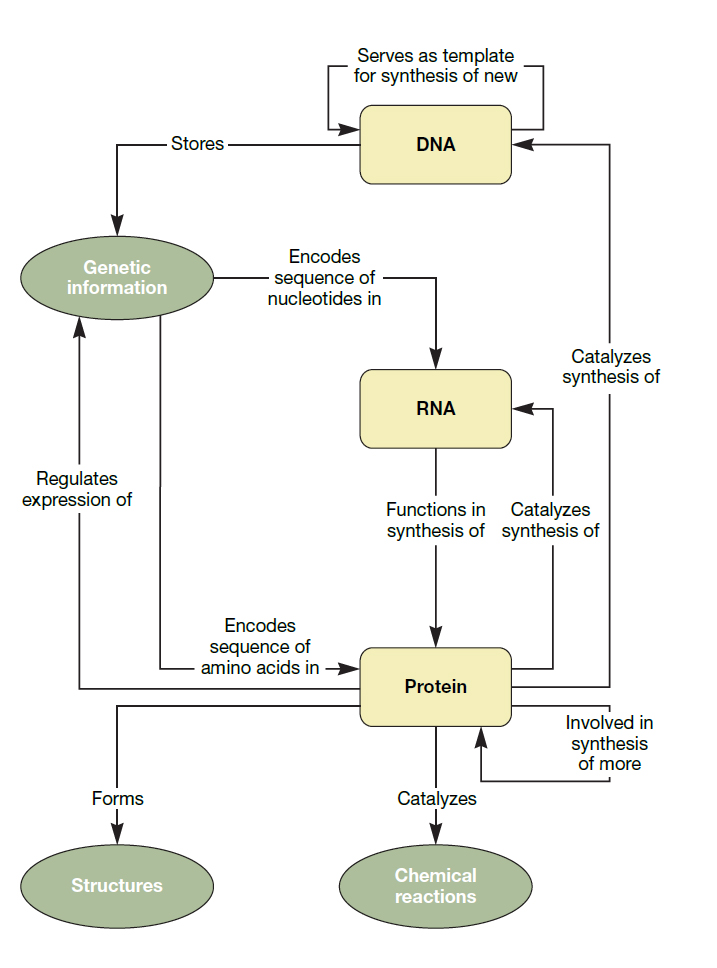 Serves as template
for synthesis of new
DNA
Stores
Genetic
information
Encodes
sequence of
nucleotides in
Catalyzes
synthesis of
RNA
Regulates
expression of
Functions in
synthesis of
Catalyzes
synthesis of
Encodes
sequence of
amino acids in
Protein
Involved in
synthesis
of more
Forms
Catalyzes
Structures
Chemical
reactions